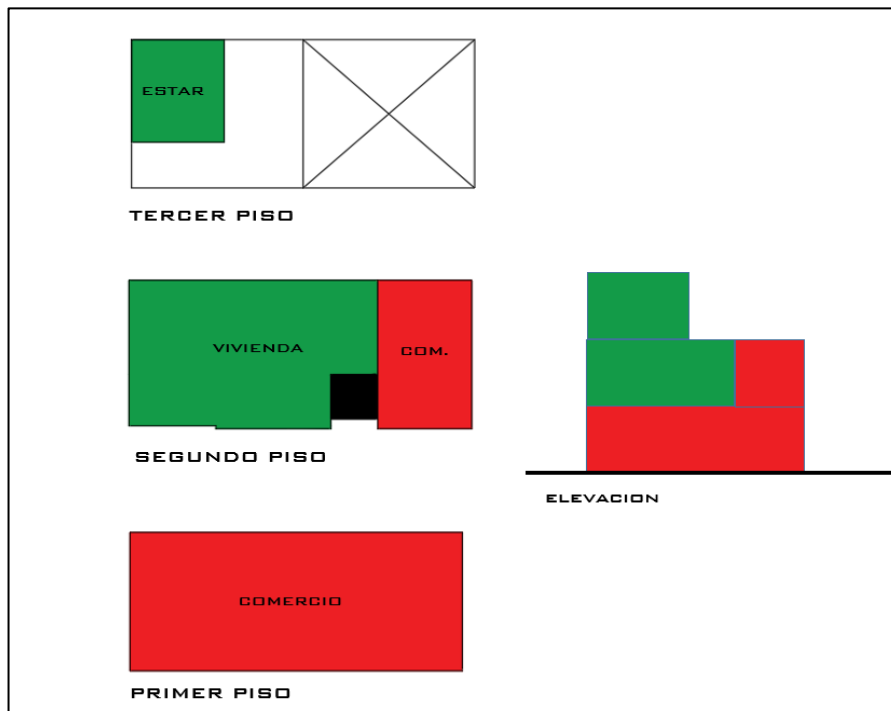 ESTAR
TERCER PISO
VIVIENDA
COM.
SEGUNDO PISO
ELEVACION
COMERCIO
PRIMER PISO